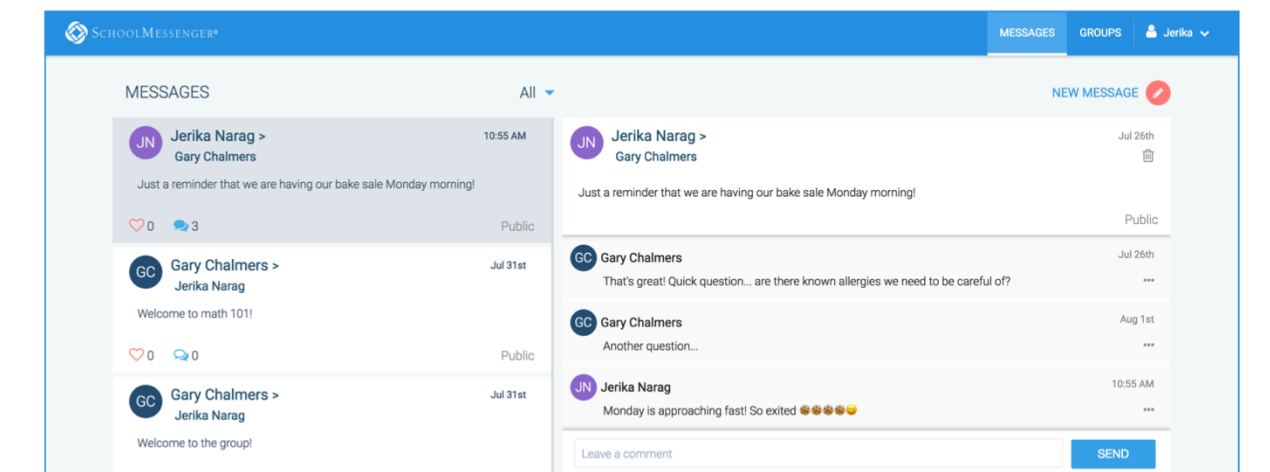 SCHOOLMESSENGER®
MESSAGES
GROUPS
Jerika
MESSAGES
All
NEW MESSAGE
JN
Jerika Narag >
10:55 AM
Gary Chalmers
Just a reminder that we are having our bake sale Monday morning!
0
3
Public
GC
Gary Chalmers >
Jul 31st
Jerika Narag
Welcome to math 101!
0
0
Public
GC
Gary Chalmers >
Jul 31st
Jerika Narag
Welcome to the group!
JN
Jerika Narag >
Jul 26th
Gary Chalmers
Just a reminder that we are having our bake sale Monday morning!
Public
GC
Gary Chalmers
Jul 26th
That's great! Quick question... are there known allergies we need to be careful of?
GC
Gary Chalmers
Aug 1st
Another question...
JN
Jerika Narag
10:55 AM
Monday is approaching fast! So exited 🍪🍪🍪🍪😀
Leave a comment
SEND